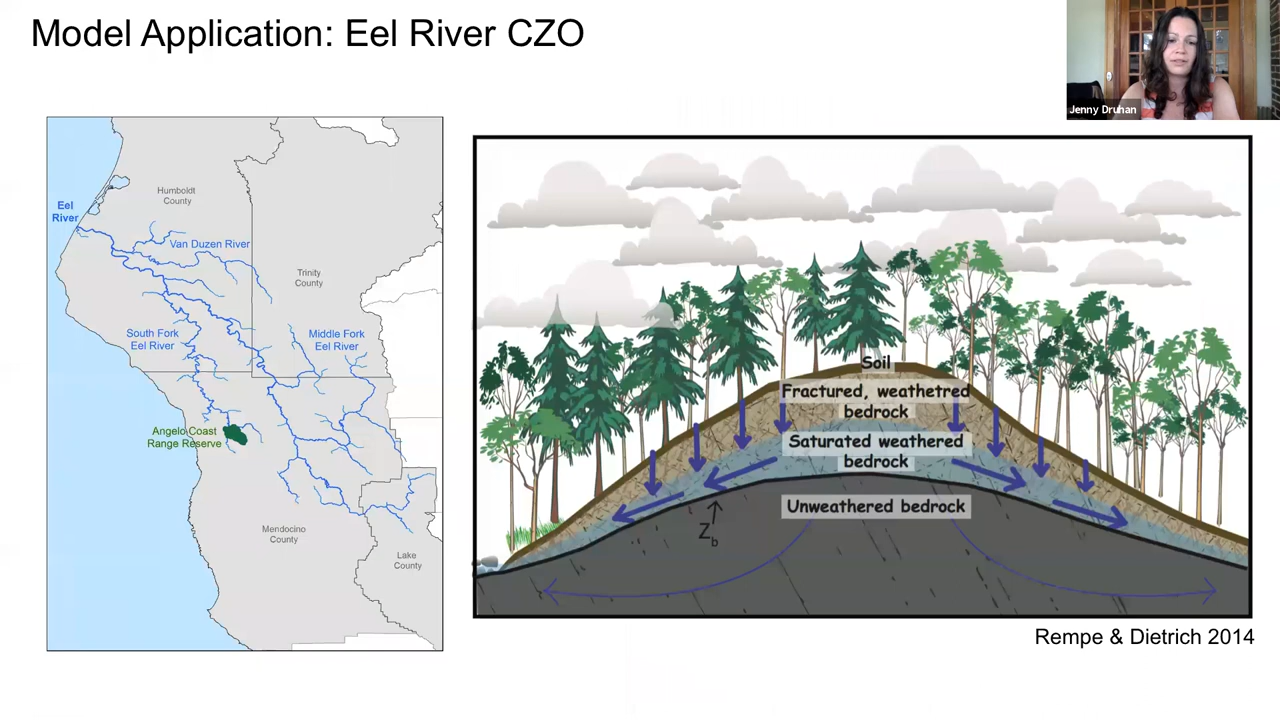 Model Application: Eel River CZO
Jenny Druhan
Humboldt
County
Eel
River
Van Duzen River
Trinity
County
South Fork
Eel River
Middle Fork
Eel River
Angelo Coast
Range Reserve
Mendocino
County
Lake
County
Soil
Fractured, weathetred
bedrock
Saturated weathered
bedrock
Unweathered bedrock
Zb
Rempe & Dietrich 2014